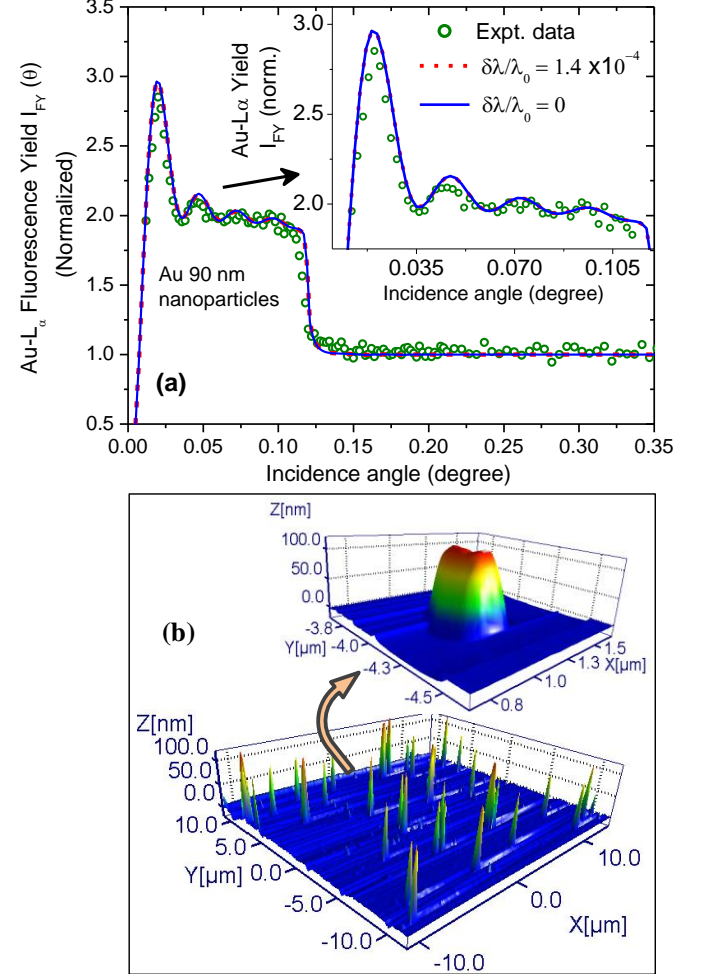 3.5
3.0
2.5
2.0
1.5
1.0
0.5
0.00 0.05 0.10 0.15 0.20 0.25 0.30 0.35
Incidence angle (degree)
Au-Lα Fluorescence Yield I_FY (θ)
(Normalized)
Au 90 nm
nanoparticles
(a)
3.0
2.5
2.0
0.035 0.070 0.105
Incidence angle (degree)
Au-Lα Yield
I_FY (norm.)
Expt. data
δλ/λ₀ = 1.4 x10⁻⁴
δλ/λ₀ = 0
(b)
Z[nm]
100.0
50.0
0.0
-3.8
Y[µm] -4.0
-4.3
-4.5
1.5
1.3 X[µm]
1.0
0.8
Z[nm]
100.0
50.0
0.0
10.0
5.0
Y[µm] 0.0
-5.0
-10.0
10.0
0.0
X[µm]
-10.0